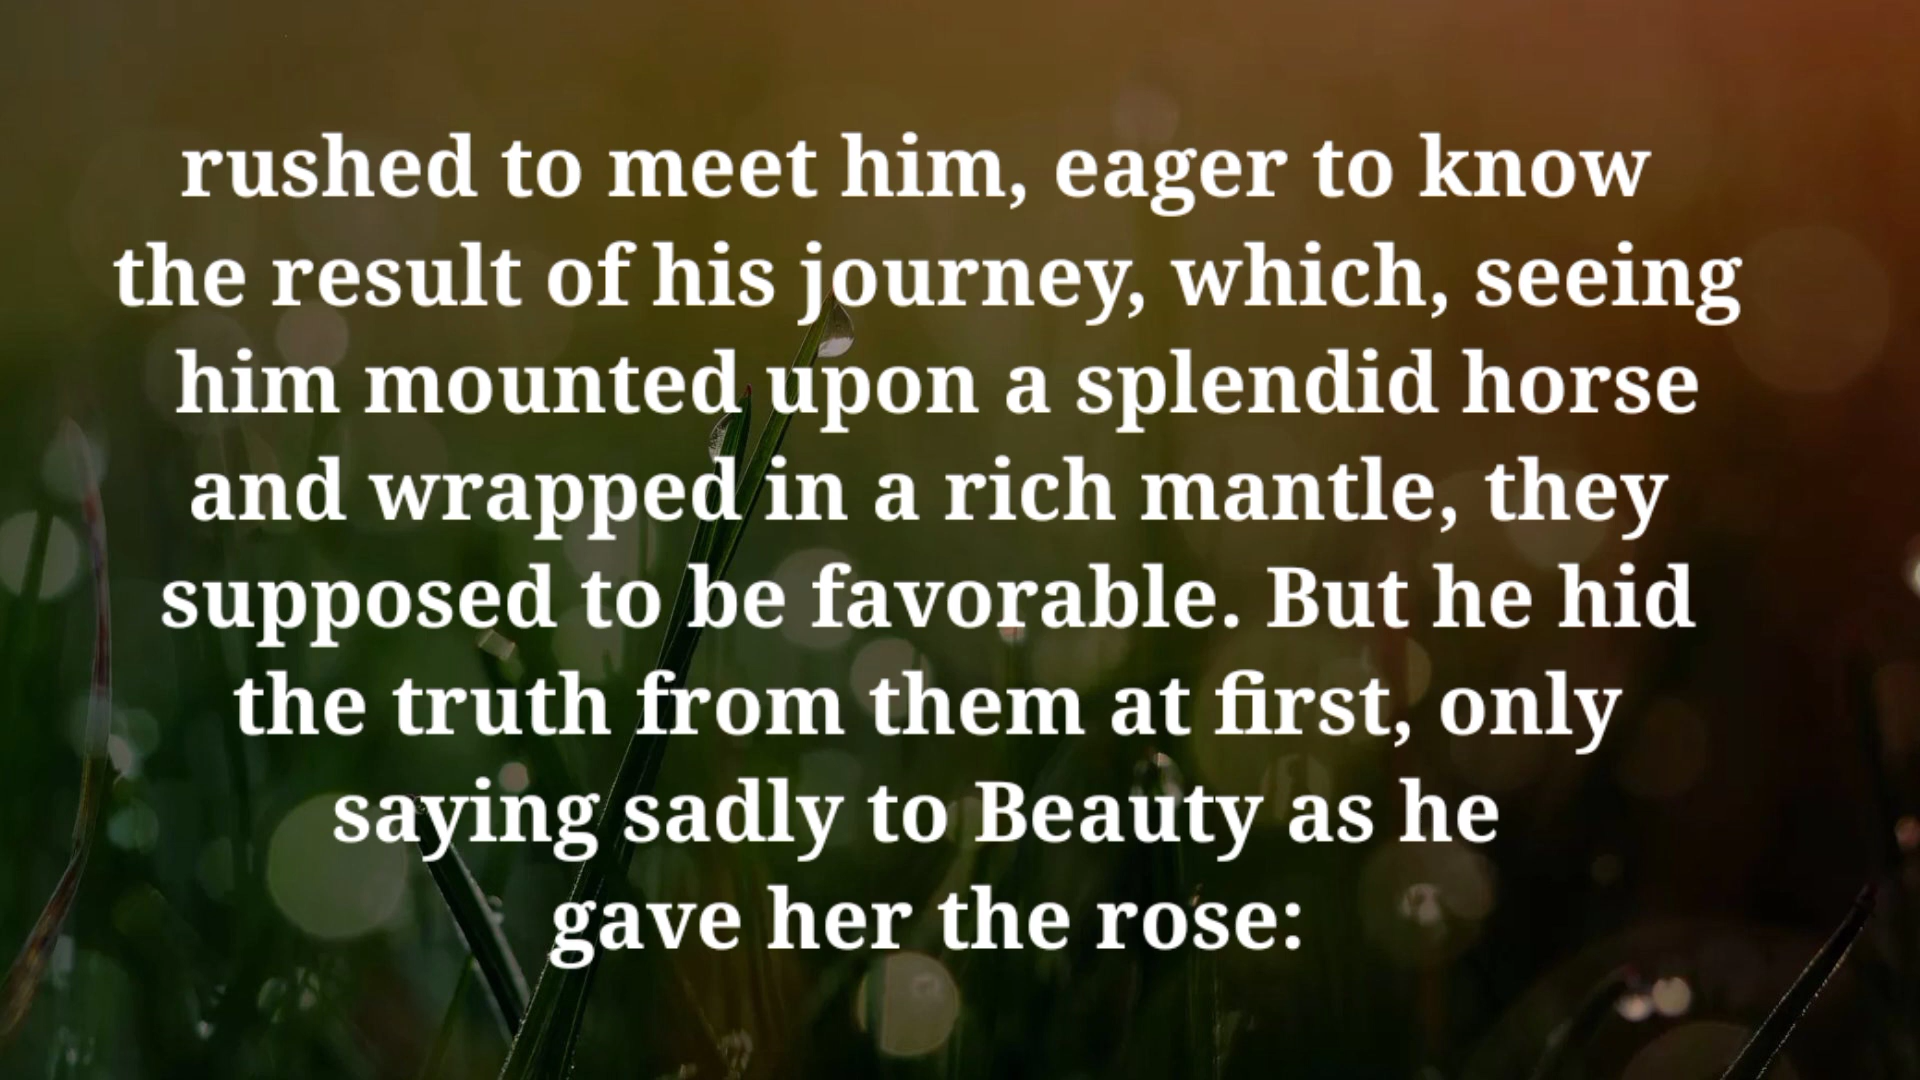 rushed to meet him, eager to know
the result of his journey, which, seeing
him mounted upon a splendid horse
and wrapped in a rich mantle, they
supposed to be favorable. But he hid
the truth from them at first, only
saying sadly to Beauty as he
gave her the rose: